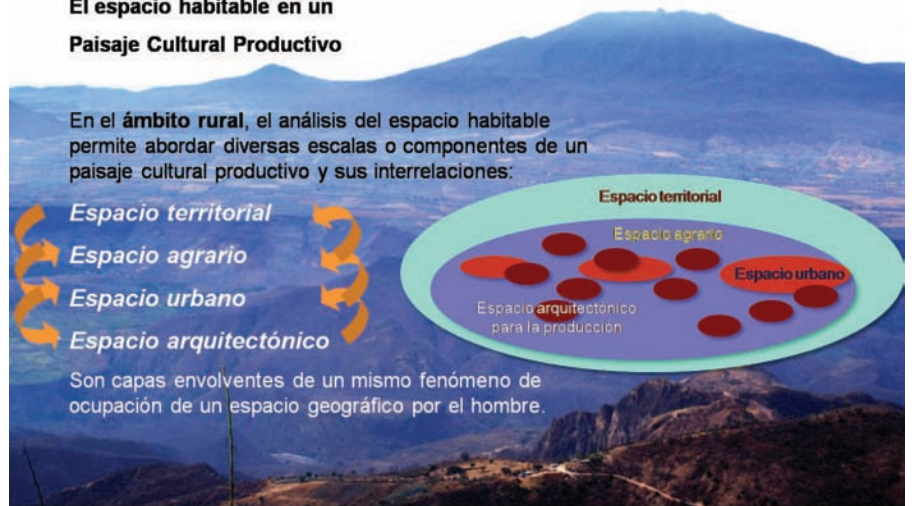 El espacio habitable en un
Paisaje Cultural Productivo
En el ámbito rural, el análisis del espacio habitable
permite abordar diversas escalas o componentes de un
paisaje cultural productivo y sus interrelaciones:
Espacio territorial
Espacio agrario
Espacio urbano
Espacio arquitectónico
Son capas envolventes de un mismo fenómeno de
ocupación de un espacio geográfico por el hombre.
Espacio territorial
Espacio agrario
Espacio urbano
Espacio arquitectónico
para la producción